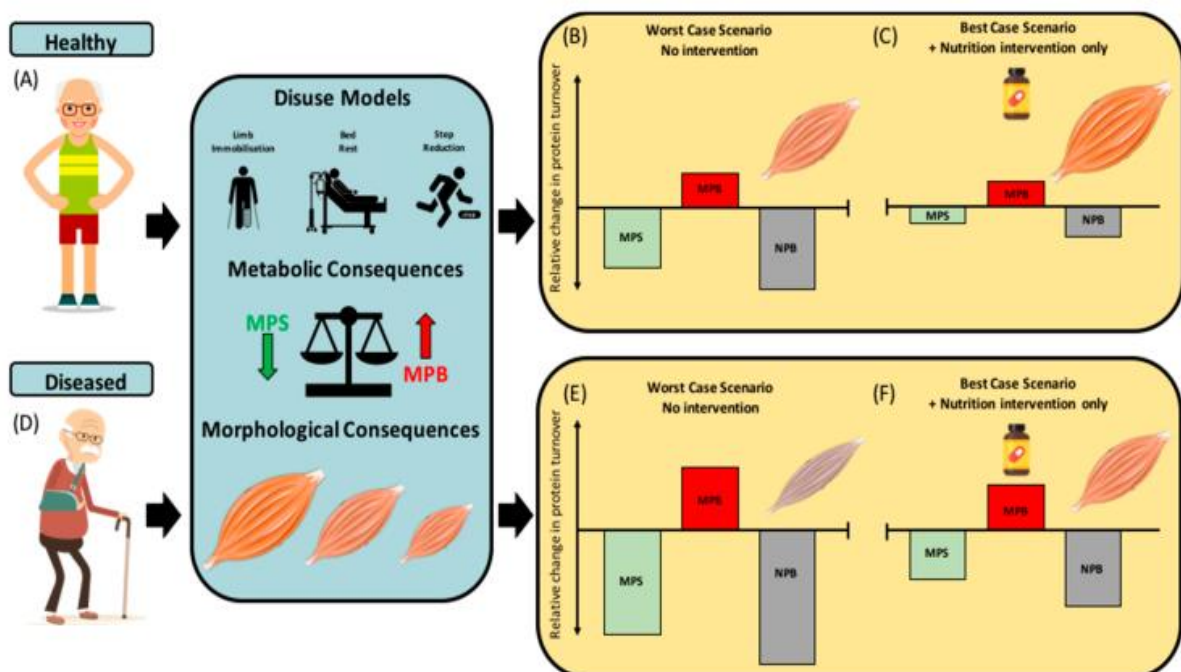 Healthy
(A)
Disuse Models
Limb
Immobilisation
Bed
Rest
Step
Reduction
Metabolic Consequences
MPS
MPB
Morphological Consequences
Diseased
(D)
(B)
Worst Case Scenario
No intervention
Relative change in protein turnover
MPS
MPB
NPB
(C)
Best Case Scenario
+ Nutrition intervention only
MPS
MPB
NPB
(E)
Worst Case Scenario
No intervention
Relative change in protein turnover
MPS
MPB
NPB
(F)
Best Case Scenario
+ Nutrition intervention only
MPS
MPB
NPB